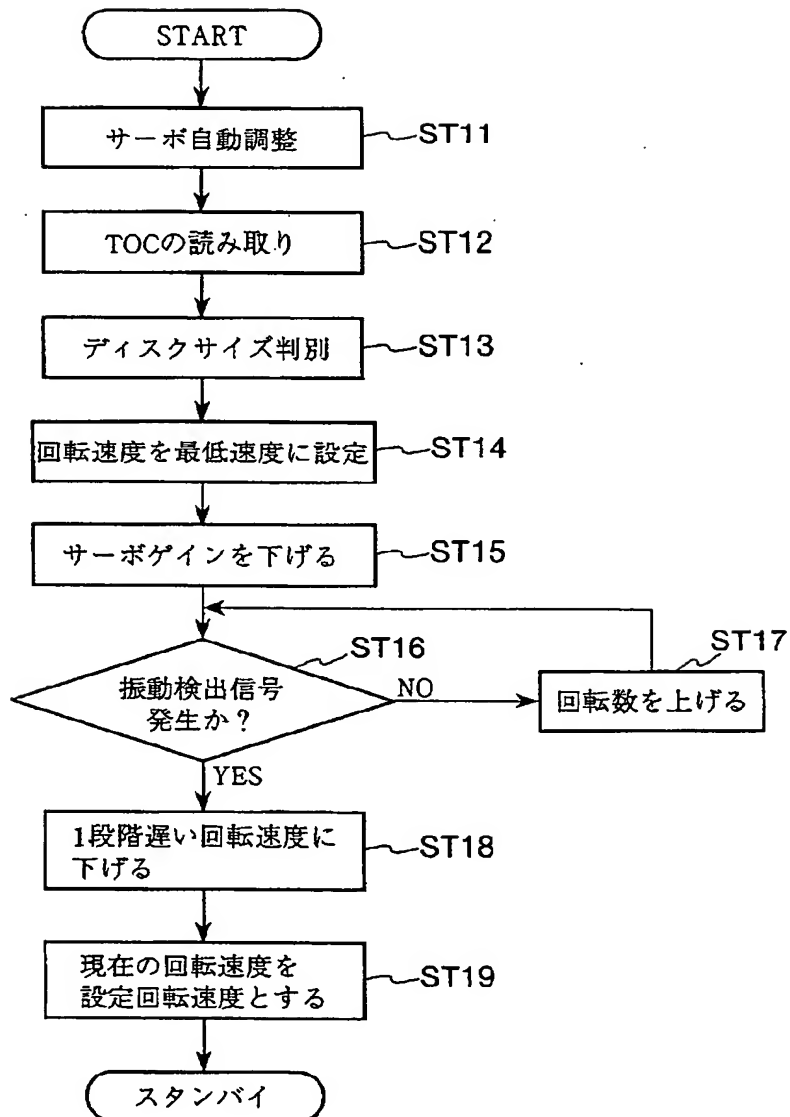 START
サーボ自動調整
ST11
TOCの読み取り
ST12
ディスクサイズ判別
ST13
回転速度を最低速度に設定
ST14
サーボゲインを下げる
ST15
ST16
振動検出信号
発生か？
NO
ST17
回転数を上げる
YES
1段階遅い回転速度に
下げる
ST18
現在の回転速度を
設定回転速度とする
ST19
スタンバイ